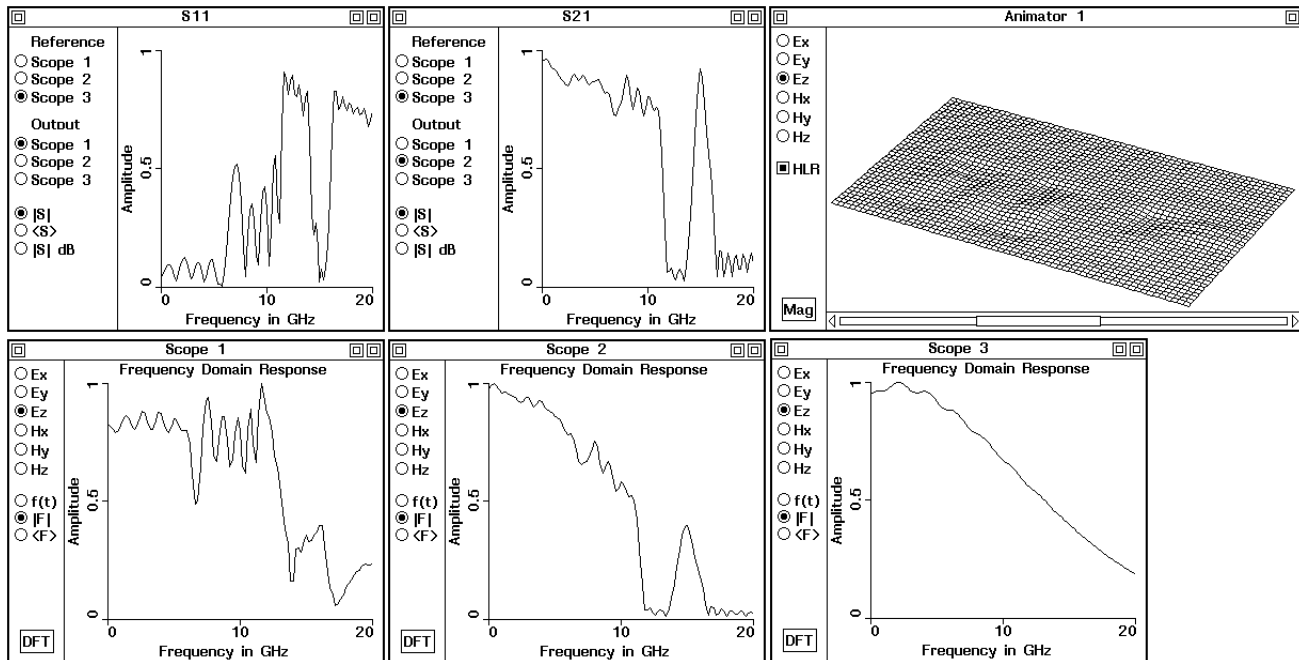 S11
Reference
Scope 1
Scope 2
Scope 3
Output
Scope 1
Scope 2
Scope 3
|S|
<S>
|S| dB
Amplitude
1
0.5
0
0
10
20
Frequency in GHz
S21
Reference
Scope 1
Scope 2
Scope 3
Output
Scope 1
Scope 2
Scope 3
|S|
<S>
|S| dB
Amplitude
1
0.5
0
0
10
20
Frequency in GHz
Animator 1
Ex
Ey
Ez
Hx
Hy
Hz
HLR
Mag
Scope 1
Frequency Domain Response
Ex
Ey
Ez
Hx
Hy
Hz
f(t)
|F|
<F>
DFT
Amplitude
1
0.5
0
0
10
20
Frequency in GHz
Scope 2
Frequency Domain Response
Ex
Ey
Ez
Hx
Hy
Hz
f(t)
|F|
<F>
DFT
Amplitude
1
0.5
0
0
10
20
Frequency in GHz
Scope 3
Frequency Domain Response
Ex
Ey
Ez
Hx
Hy
Hz
f(t)
|F|
<F>
DFT
Amplitude
1
0.5
0
0
10
20
Frequency in GHz